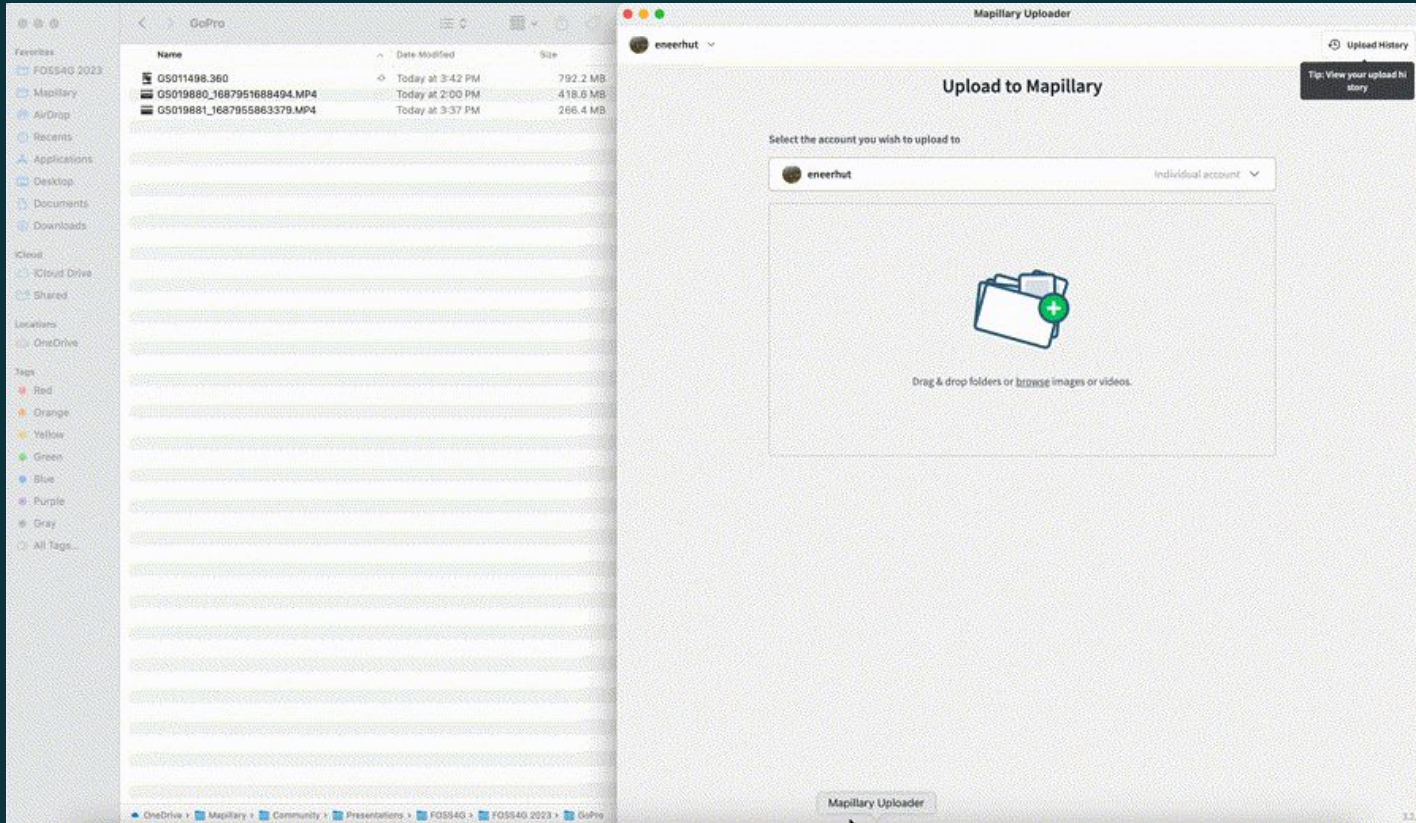 GoPro
Favorites
FOSS4G 2023
Mapillary
AirDrop
Recents
Applications
Desktop
Documents
Downloads
iCloud
iCloud Drive
Shared
Locations
OneDrive
Tags
Red
Orange
Yellow
Green
Blue
Purple
Gray
All Tags...
Name Date Modified Size
GS011498.360 Today at 3:42 PM 792.2 MB
GS019880_1687951688494.MP4 Today at 2:00 PM 418.6 MB
GS019881_1687955863379.MP4 Today at 3:37 PM 266.4 MB
OneDrive › Mapillary › Community › Presentations › FOSS4G › FOSS4G 2023 › GoPro
Mapillary Uploader
eneerhut
Upload History
Tip: View your upload hi
story
Upload to Mapillary
Select the account you wish to upload to
eneerhut Individual account
Drag & drop folders or browse images or videos.
Mapillary Uploader